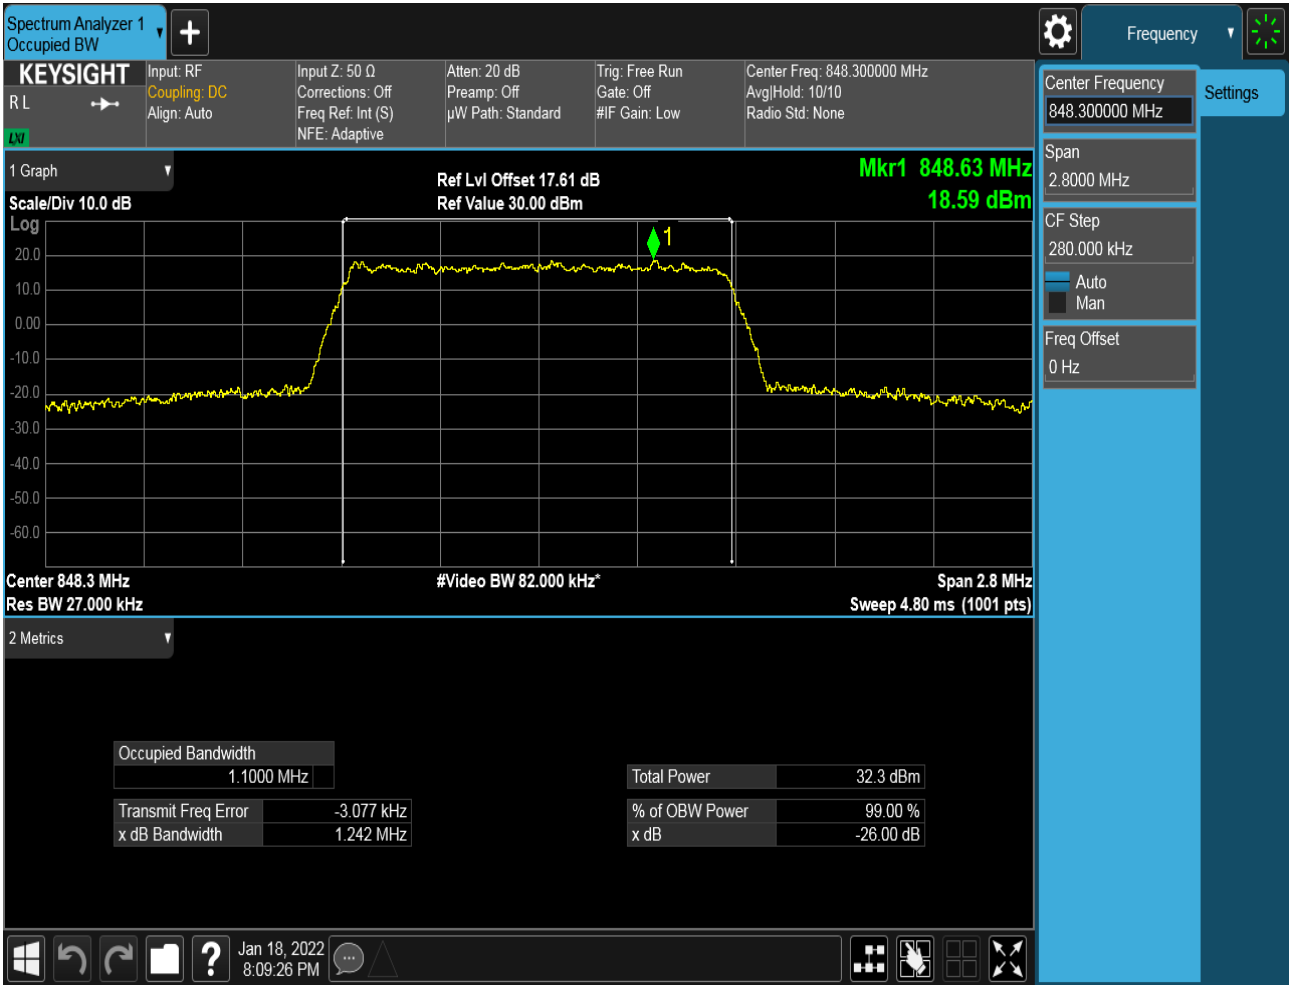 Spectrum Analyzer 1
Occupied BW
Frequency
KEYSIGHT
R L
LXI
Input: RF
Coupling: DC
Align: Auto
Input Z: 50 Ω
Corrections: Off
Freq Ref: Int (S)
NFE: Adaptive
Atten: 20 dB
Preamp: Off
µW Path: Standard
Trig: Free Run
Gate: Off
#IF Gain: Low
Center Freq: 848.300000 MHz
Avg|Hold: 10/10
Radio Std: None
Center Frequency
848.300000 MHz
Settings
Span
2.8000 MHz
CF Step
280.000 kHz
Auto
Man
Freq Offset
0 Hz
1 Graph
Scale/Div 10.0 dB
Ref Lvl Offset 17.61 dB
Ref Value 30.00 dBm
Mkr1 848.63 MHz
18.59 dBm
Log
1
20.0
10.0
0.00
-10.0
-20.0
-30.0
-40.0
-50.0
-60.0
Center 848.3 MHz
#Video BW 82.000 kHz*
Span 2.8 MHz
Res BW 27.000 kHz
Sweep 4.80 ms (1001 pts)
2 Metrics
Occupied Bandwidth
1.1000 MHz
Total Power 32.3 dBm
Transmit Freq Error -3.077 kHz
% of OBW Power 99.00 %
x dB Bandwidth 1.242 MHz
x dB -26.00 dB
?
Jan 18, 2022
8:09:26 PM